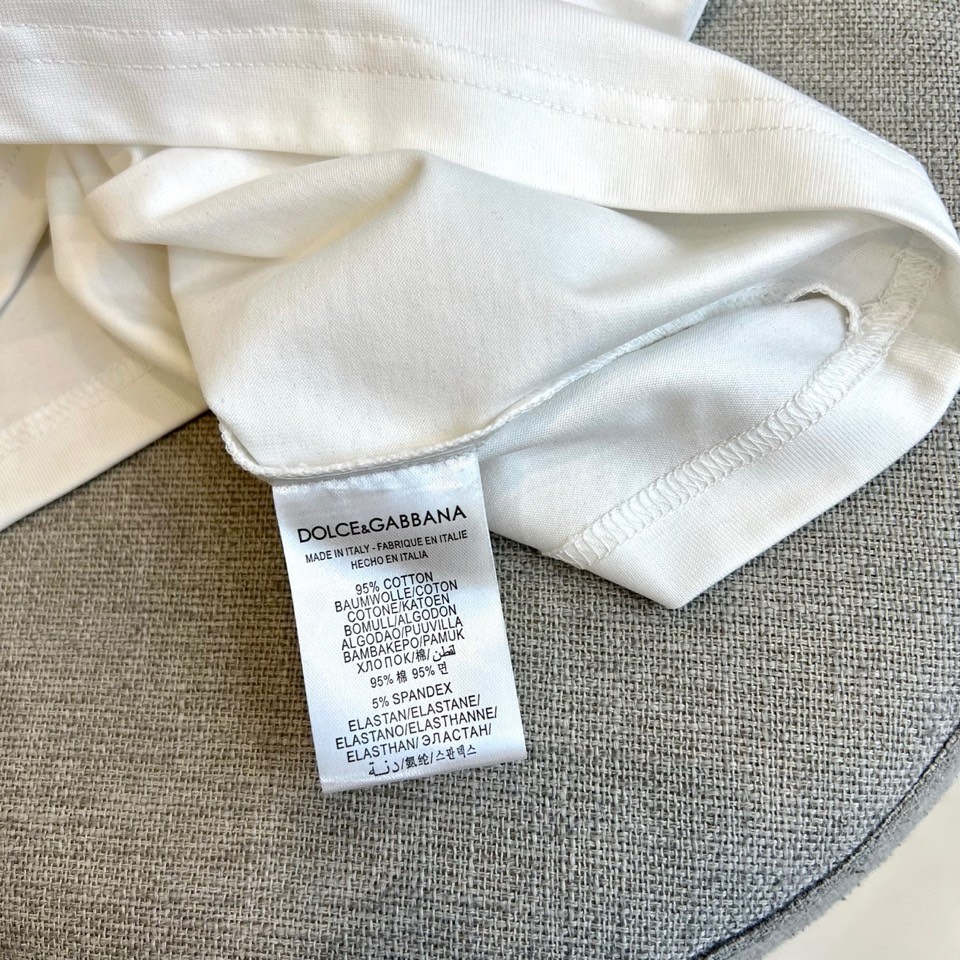 DOLCE&GABBANA
MADE IN ITALY - FABRIQUE EN ITALIE
HECHO EN ITALIA
95% COTTON
BAUMWOLLE/COTON
COTONE/KATOEN
BOMULL/ALGODON
ALGODAO/PUUVILLA
BAMBAKEPO/PAMUK
ХЛОПОК/棉/قطن
95% 棉 95% 면
5% SPANDEX
ELASTAN/ELASTANE/
ELASTANO/ELASTHANNE/
ELASTHAN/ ЭЛАСТАН/
/氨纶/스판덱스